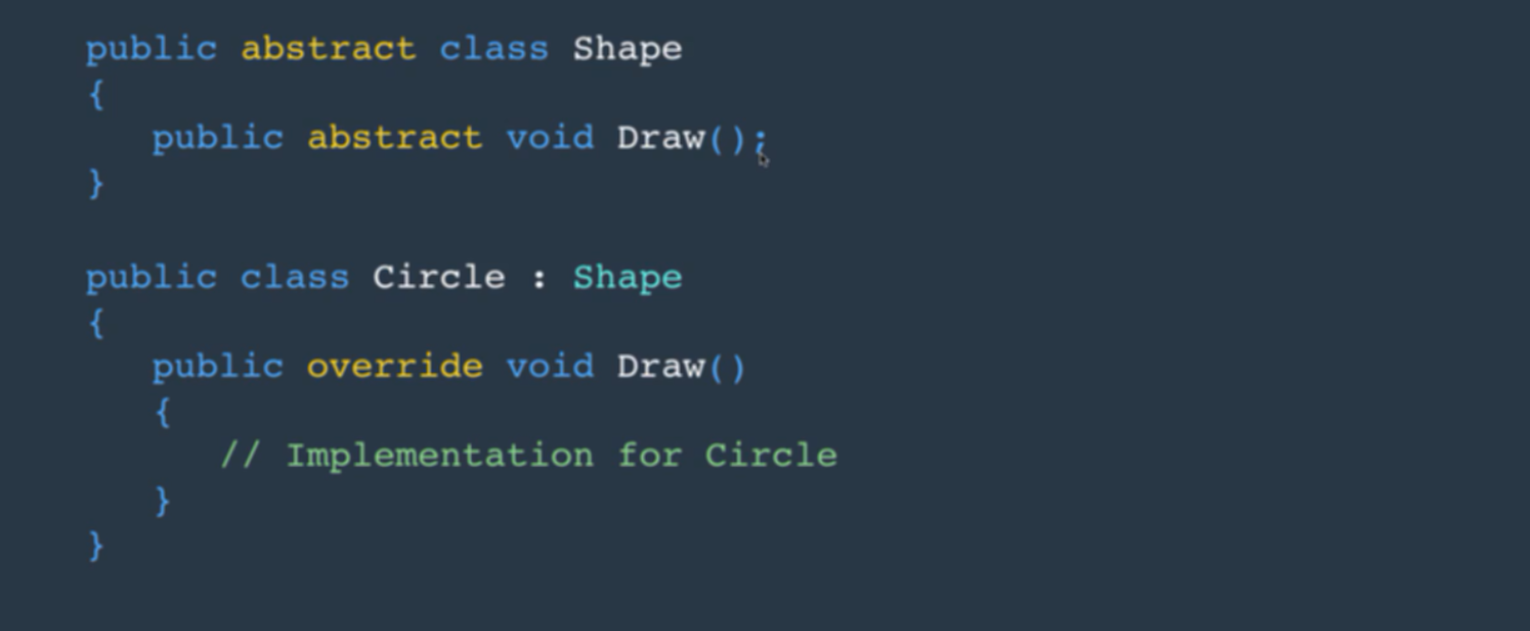 public abstract class Shape
{
   public abstract void Draw();
}

public class Circle : Shape
{
   public override void Draw()
   {
      // Implementation for Circle
   }
}